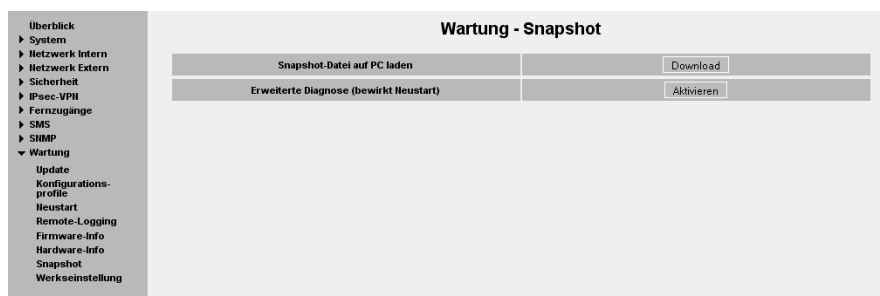 Überblick
System
Netzwerk Intern
Netzwerk Extern
Sicherheit
IPsec-VPN
Fernzugänge
SMS
SNMP
Wartung
Update
Konfigurations-
profile
Neustart
Remote-Logging
Firmware-Info
Hardware-Info
Snapshot
Werkseinstellung
Wartung - Snapshot
Snapshot-Datei auf PC laden
Download
Erweiterte Diagnose (bewirkt Neustart)
Aktivieren